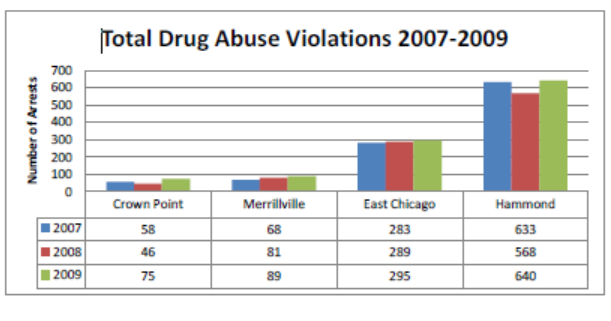 Total Drug Abuse Violations 2007-2009
Number of Arrests
700
600
500
400
300
200
100
0
Crown Point Merrillville East Chicago Hammond
2007 58 68 283 633
2008 46 81 289 568
2009 75 89 295 640